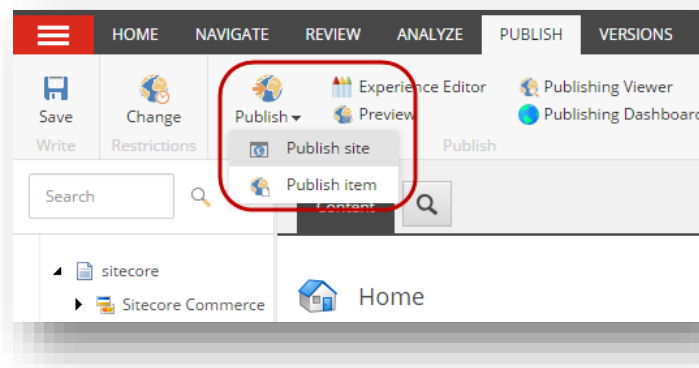 HOME NAVIGATE REVIEW ANALYZE PUBLISH VERSIONS
Save Change Publish Experience Editor Publishing Viewer
Preview Publishing Dashboard
Write Restrictions Publish
Publish site
Publish item
Search
Content
sitecore
Sitecore Commerce
Home